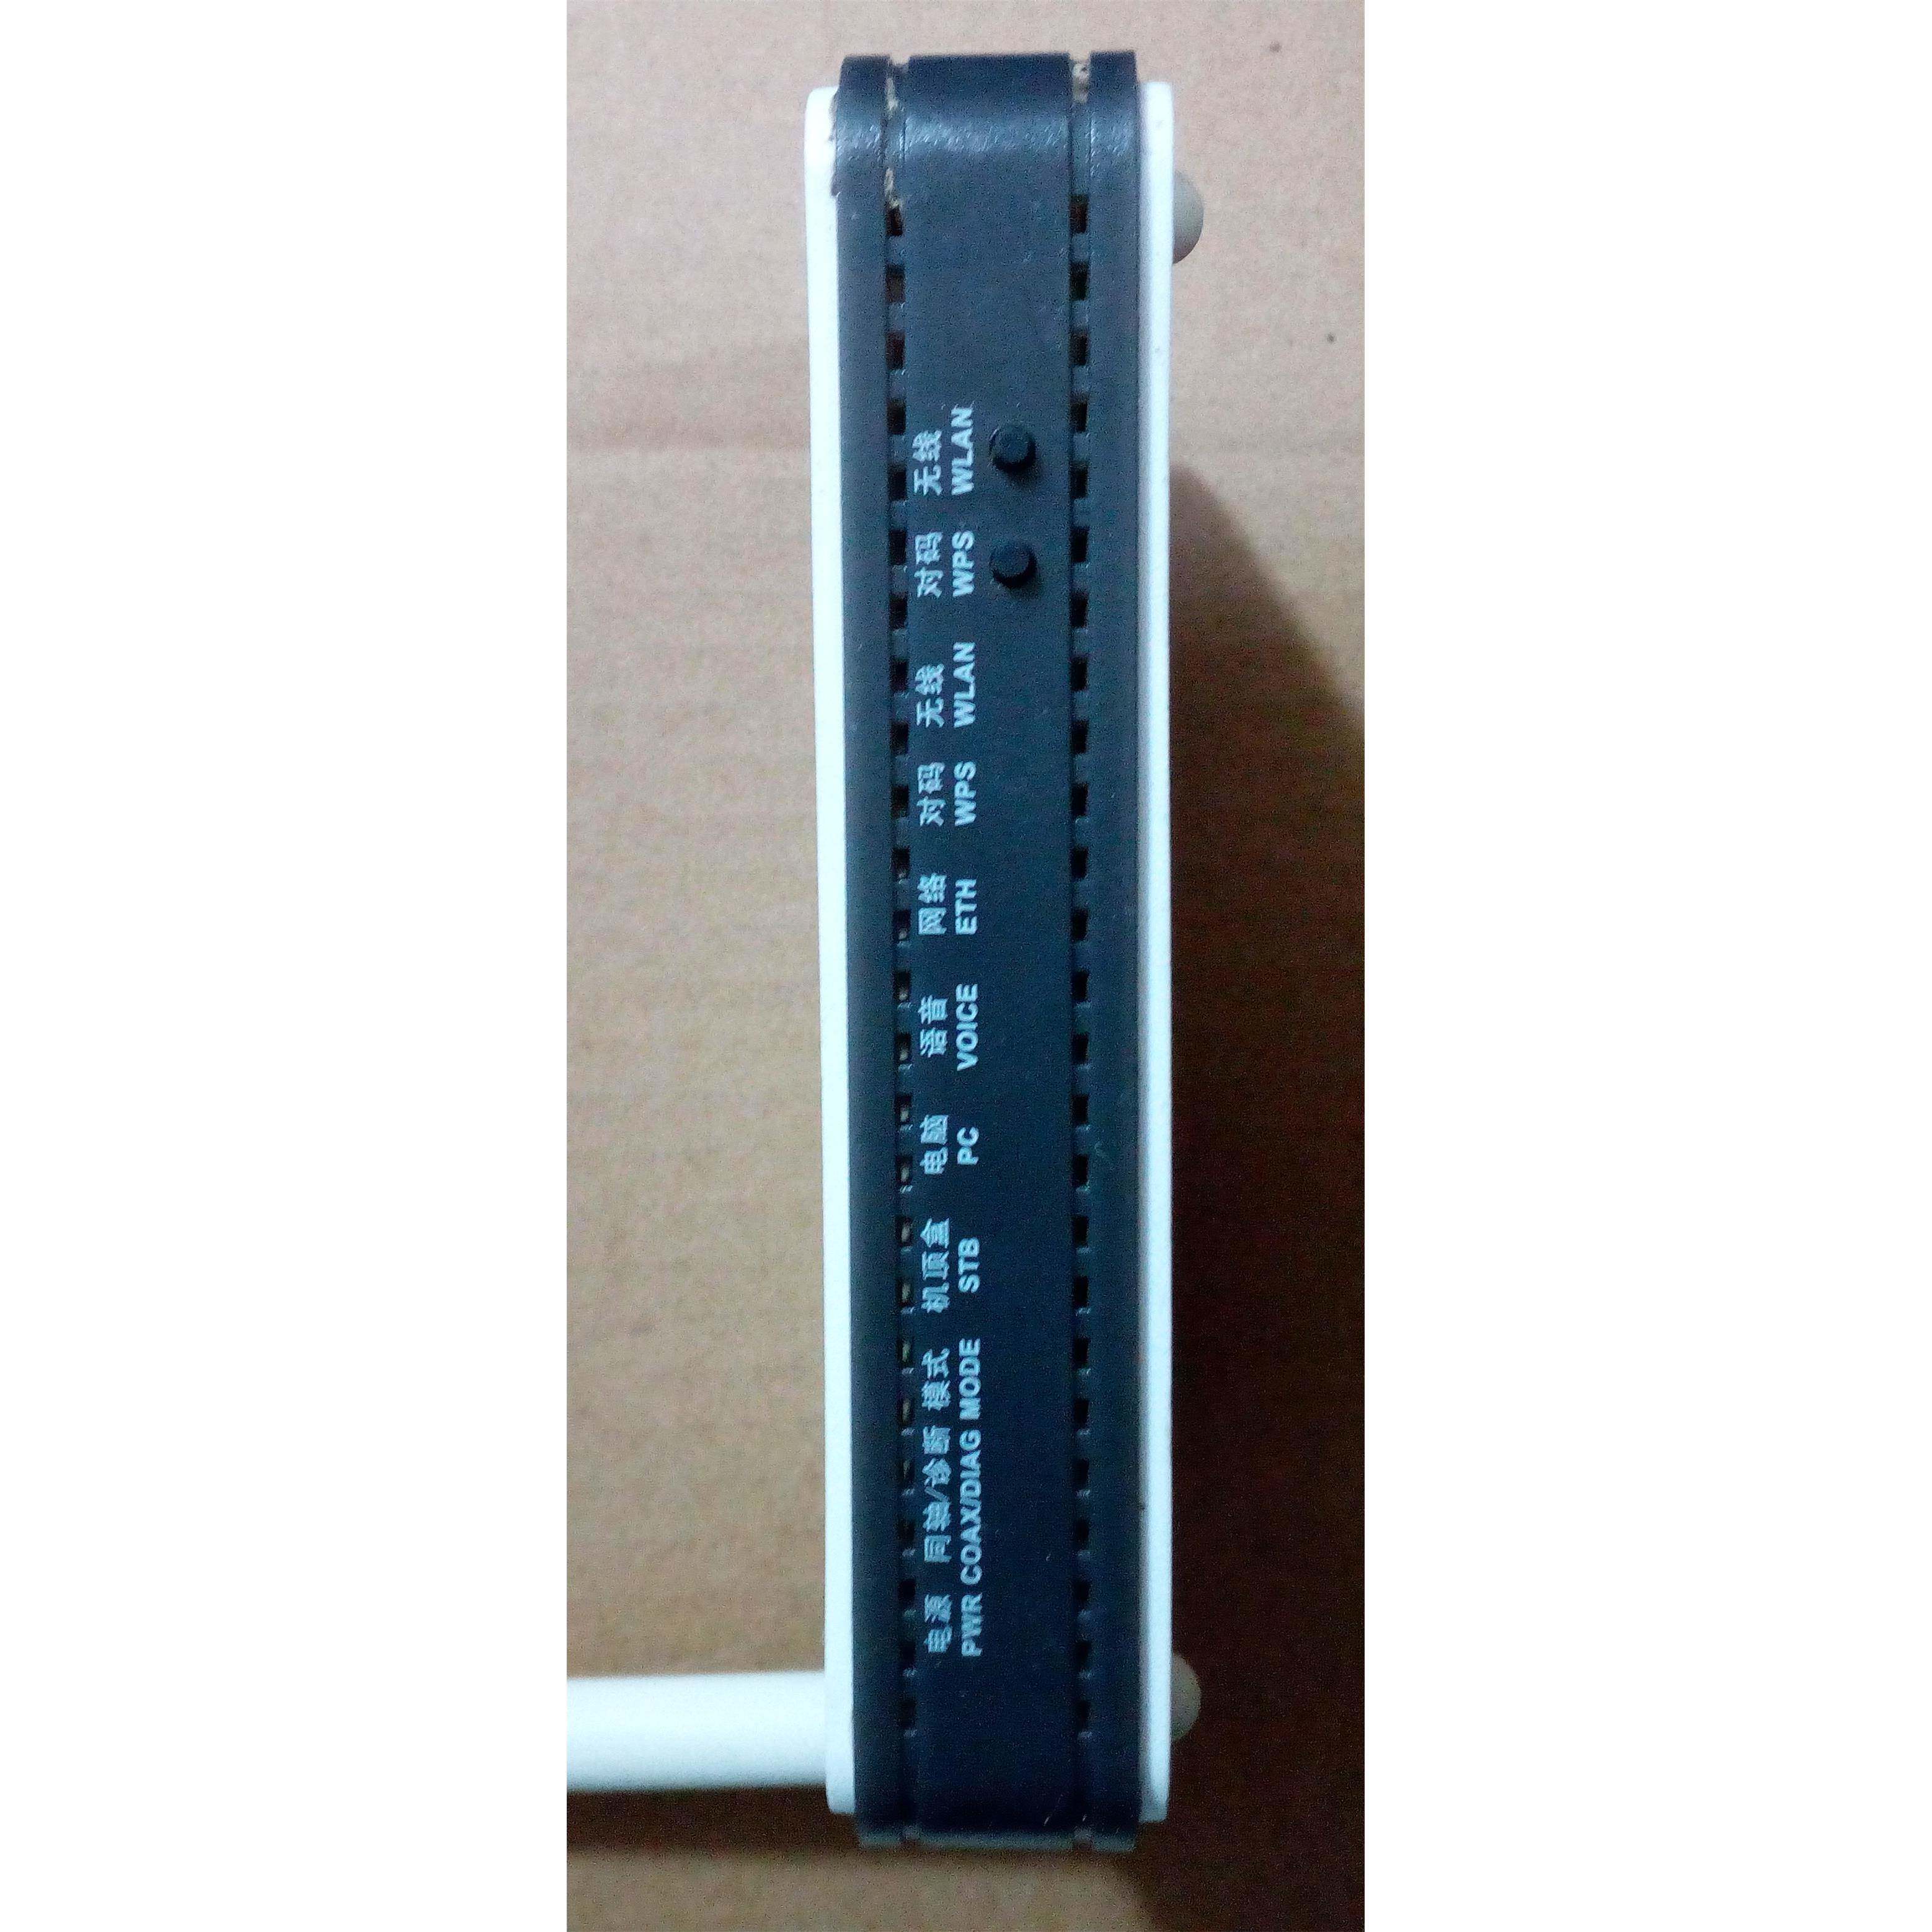 电源 同轴/诊断 模式 机顶盒 电脑 语音 网络 对码 无线 对码 无线
PWR COAX/DIAG MODE STB PC VOICE ETH WPS WLAN WPS WLAN